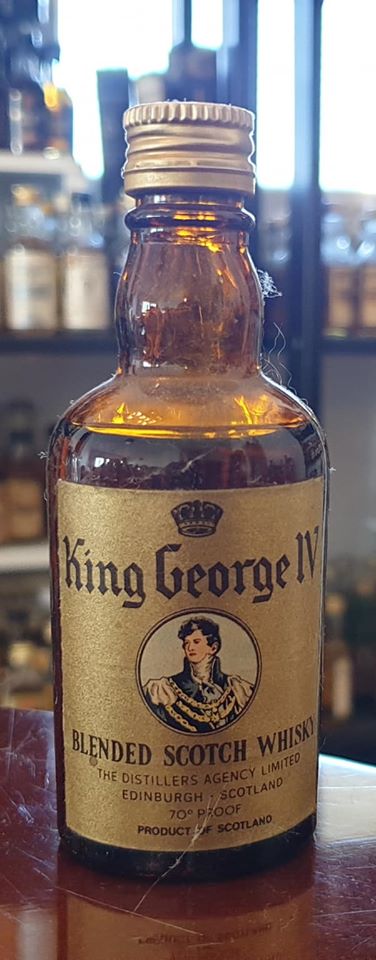 King George IV
BLENDED SCOTCH WHISKY
THE DISTILLERS AGENCY LIMITED
EDINBURGH - SCOTLAND
70° PROOF
PRODUCT OF SCOTLAND